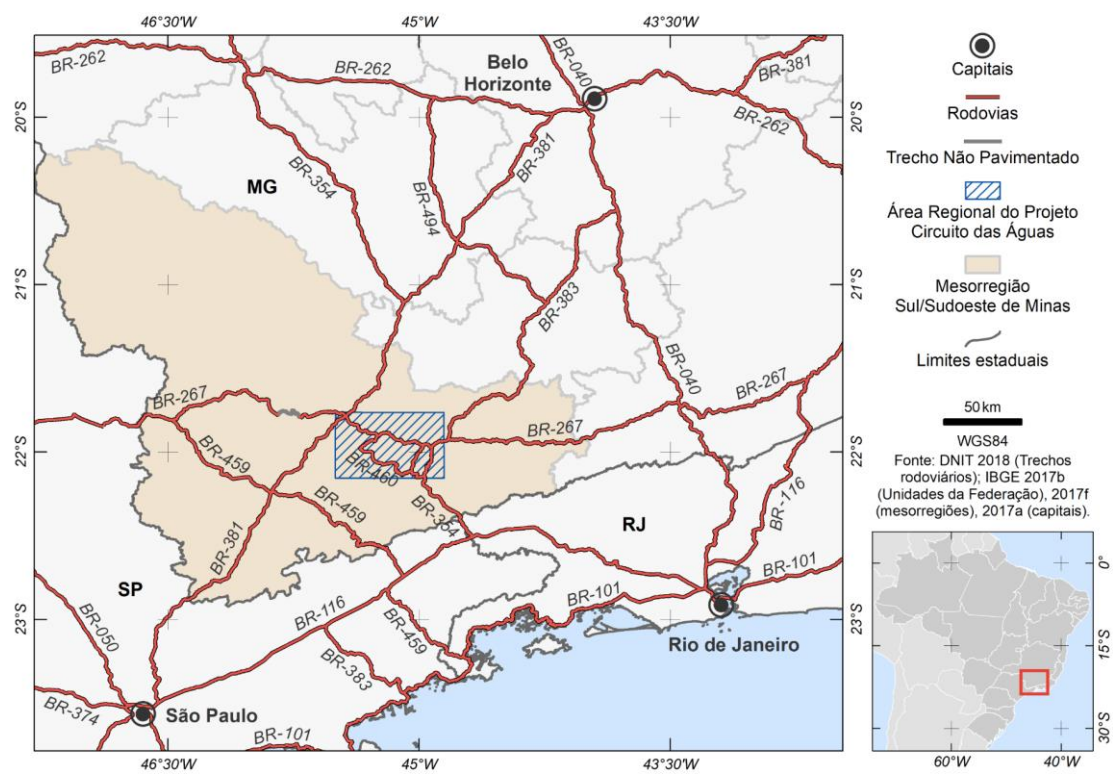 46°30'W 45°W 43°30'W
BR-262
BR-262
Belo
Horizonte
BR-040
BR-381
BR-262
20°S
20°S
MG
BR-354
BR-494
BR-381
21°S
21°S
BR-383
BR-040
BR-267
BR-267
BR-267
22°S
22°S
BR-459
BR-460
BR-459
BR-354
BR-116
BR-381
RJ
SP
BR-050
BR-116
BR-101
BR-101
23°S
23°S
BR-459
Rio de Janeiro
BR-383
BR-374
São Paulo
BR-101
46°30'W 45°W 43°30'W
Capitais
Rodovias
Trecho Não Pavimentado
Área Regional do Projeto
Circuito das Águas
Mesorregião
Sul/Sudoeste de Minas
Limites estaduais
50 km
WGS84
Fonte: DNIT 2018 (Trechos
rodoviários); IBGE 2017b
(Unidades da Federação), 2017f
(mesorregiões), 2017a (capitais).
0°
15°S
30°S
60°W 40°W